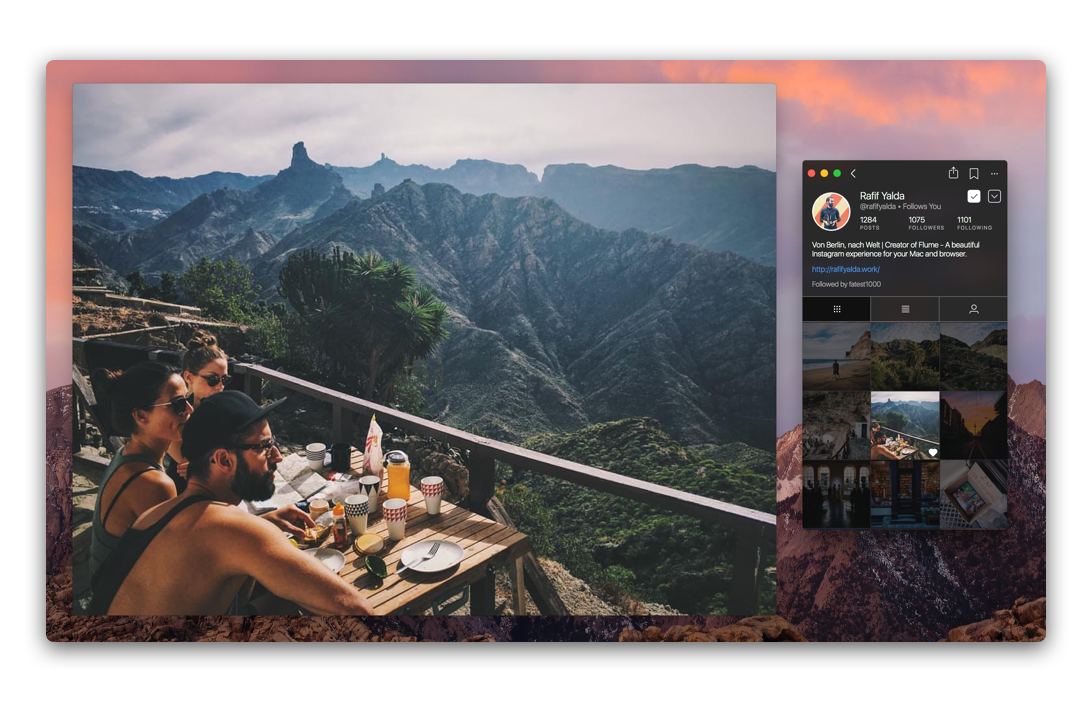 Rafif Yalda
@rafifyalda • Follows You
1284 1075 1101
POSTS FOLLOWERS FOLLOWING
Von Berlin, nach Welt | Creator of Flume - A beautiful
Instagram experience for your Mac and browser.
http://rafifyalda.work/
Followed by fatest1000